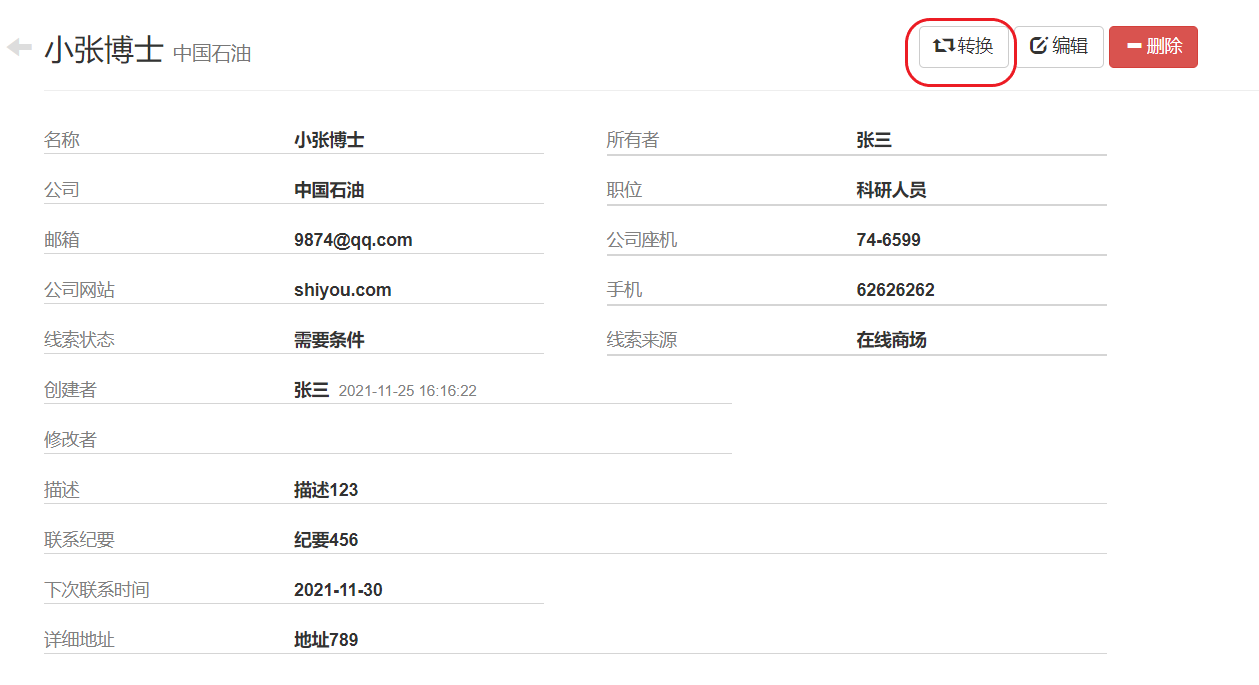 小张博士 中国石油 转换 编辑 删除
名称 小张博士 所有者 张三
公司 中国石油 职位 科研人员
邮箱 9874@qq.com 公司座机 74-6599
公司网站 shiyou.com 手机 62626262
线索状态 需要条件 线索来源 在线商场
创建者 张三 2021-11-25 16:16:22
修改者
描述 描述123
联系纪要 纪要456
下次联系时间 2021-11-30
详细地址 地址789